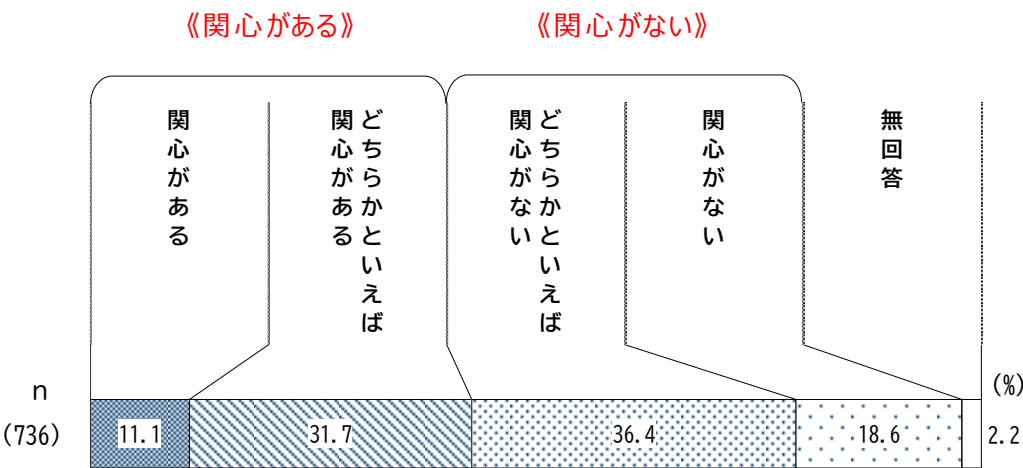 《関心がある》
《関心がない》
関心がある
どちらかといえば
関心がある
どちらかといえば
関心がない
関心がない
無回答
n
(%)
(736)
11.1
31.7
36.4
18.6
2.2